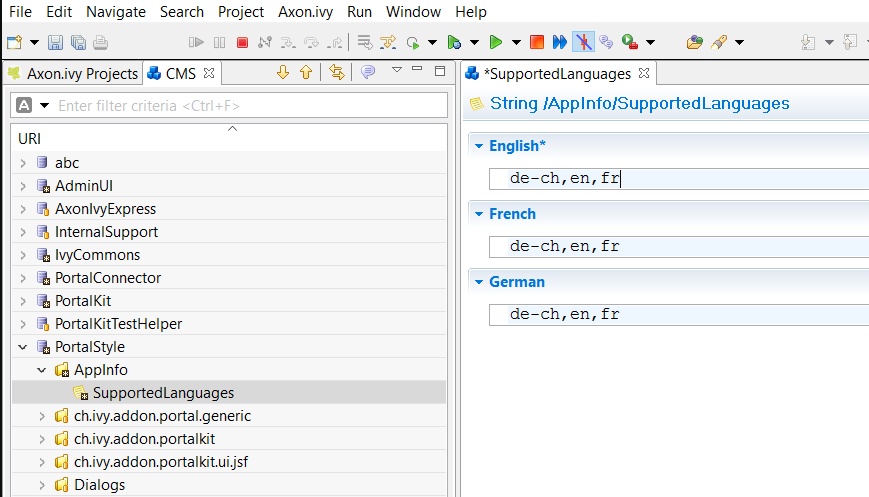 File Edit Navigate Search Project Axon.ivy Run Window Help
Axon.ivy Projects CMS
*SupportedLanguages
A Enter filter criteria <Ctrl+F>
URI
abc
AdminUI
AxonIvyExpress
InternalSupport
IvyCommons
PortalConnector
PortalKit
PortalKitTestHelper
PortalStyle
AppInfo
SupportedLanguages
ch.ivy.addon.portal.generic
ch.ivy.addon.portalkit
ch.ivy.addon.portalkit.ui.jsf
Dialogs
String /AppInfo/SupportedLanguages
English*
de-ch,en,fr
French
de-ch,en,fr
German
de-ch,en,fr